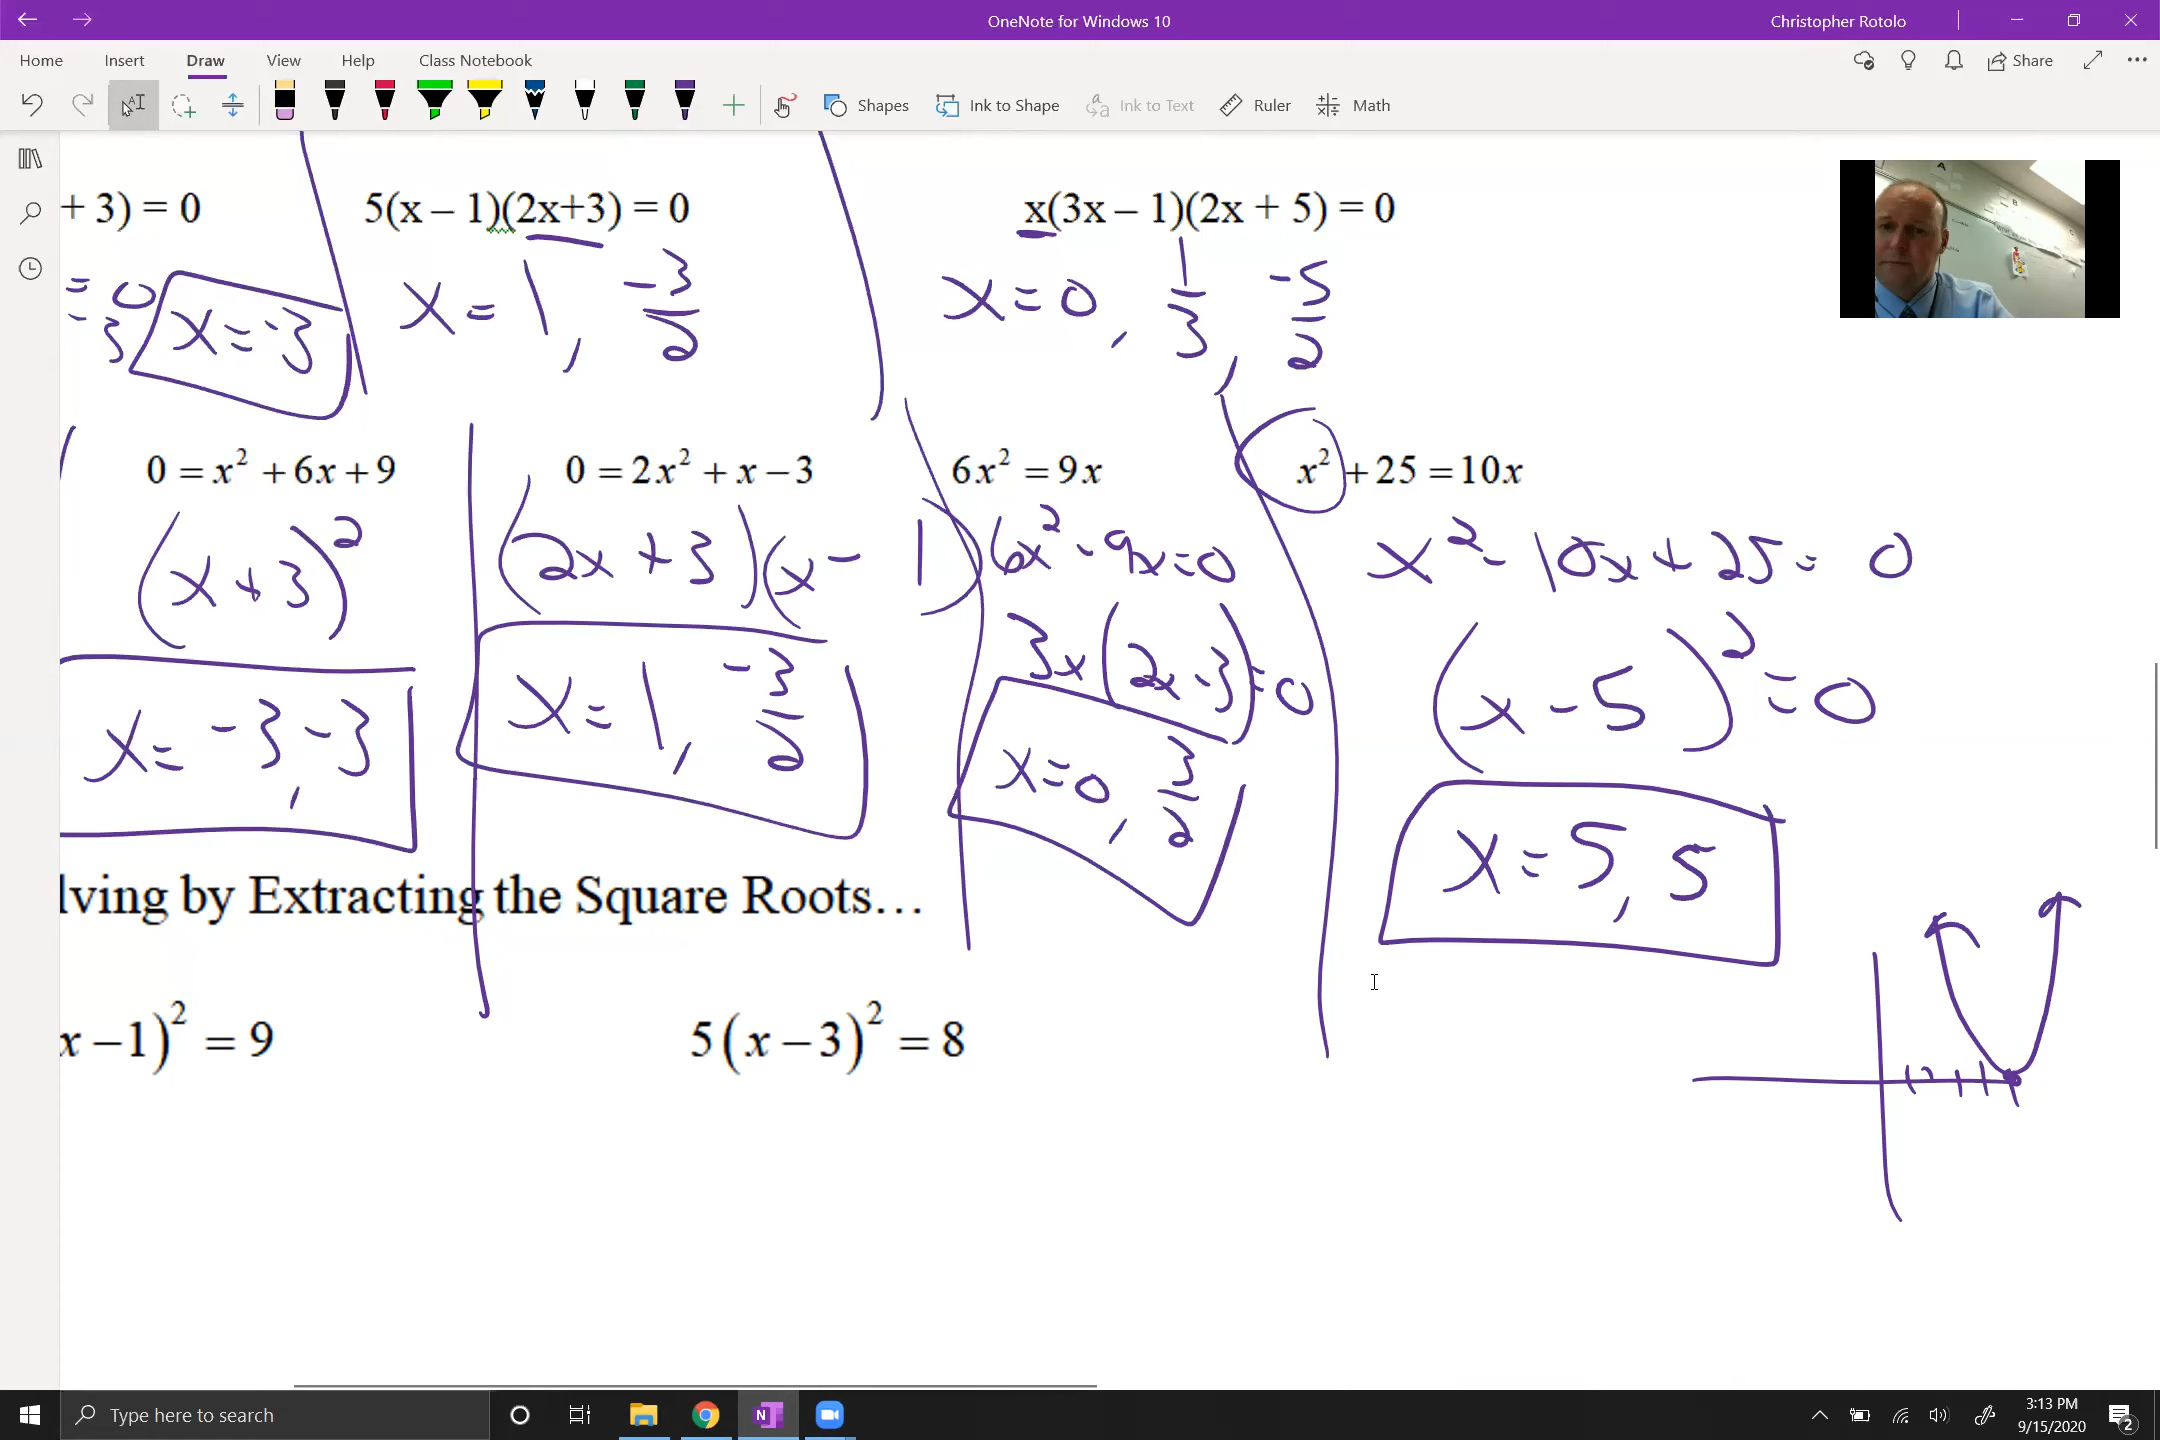 OneNote for Windows 10
Christopher Rotolo
Home Insert Draw View Help Class Notebook
Share
Shapes Ink to Shape Ink to Text Ruler Math
+ 3) = 0
5(x – 1)(2x+3) = 0
x(3x – 1)(2x + 5) = 0
= 0
- 3
x = -3
x = 1, -3/2
x = 0, 1/3, -5/2
0 = x² + 6x + 9
(x + 3)²
x = -3, -3
0 = 2x² + x − 3
(2x + 3)(x − 1)
x = 1, -3/2
6x² = 9x
6x² - 9x = 0
3x(2x - 3) = 0
x = 0, 3/2
x² + 25 = 10x
x² - 10x + 25 = 0
(x - 5)² = 0
x = 5, 5
lving by Extracting the Square Roots…
x − 1)² = 9
5(x − 3)² = 8
Type here to search
N
3:13 PM
9/15/2020
2